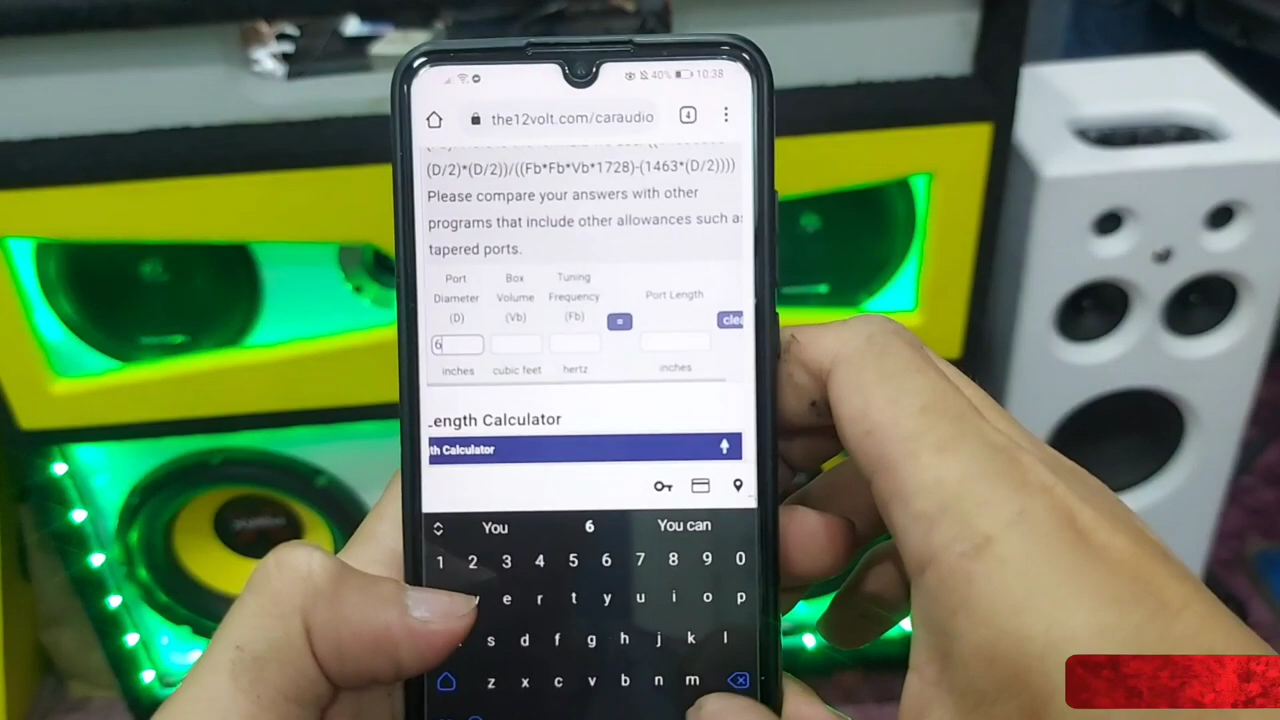 40% 10:38
the12volt.com/caraudio 4
(D/2)*(D/2))/((Fb*Fb*Vb*1728)-(1463*(D/2))))
Please compare your answers with other
programs that include other allowances such as
tapered ports.
Port Diameter (D)
Box Volume (Vb)
Tuning Frequency (Fb)
Port Length
=
clea
6
inches cubic feet hertz inches
Length Calculator
th Calculator
You 6 You can
1 2 3 4 5 6 7 8 9 0
e r t y u i o p
s d f g h j k l
z x c v b n m